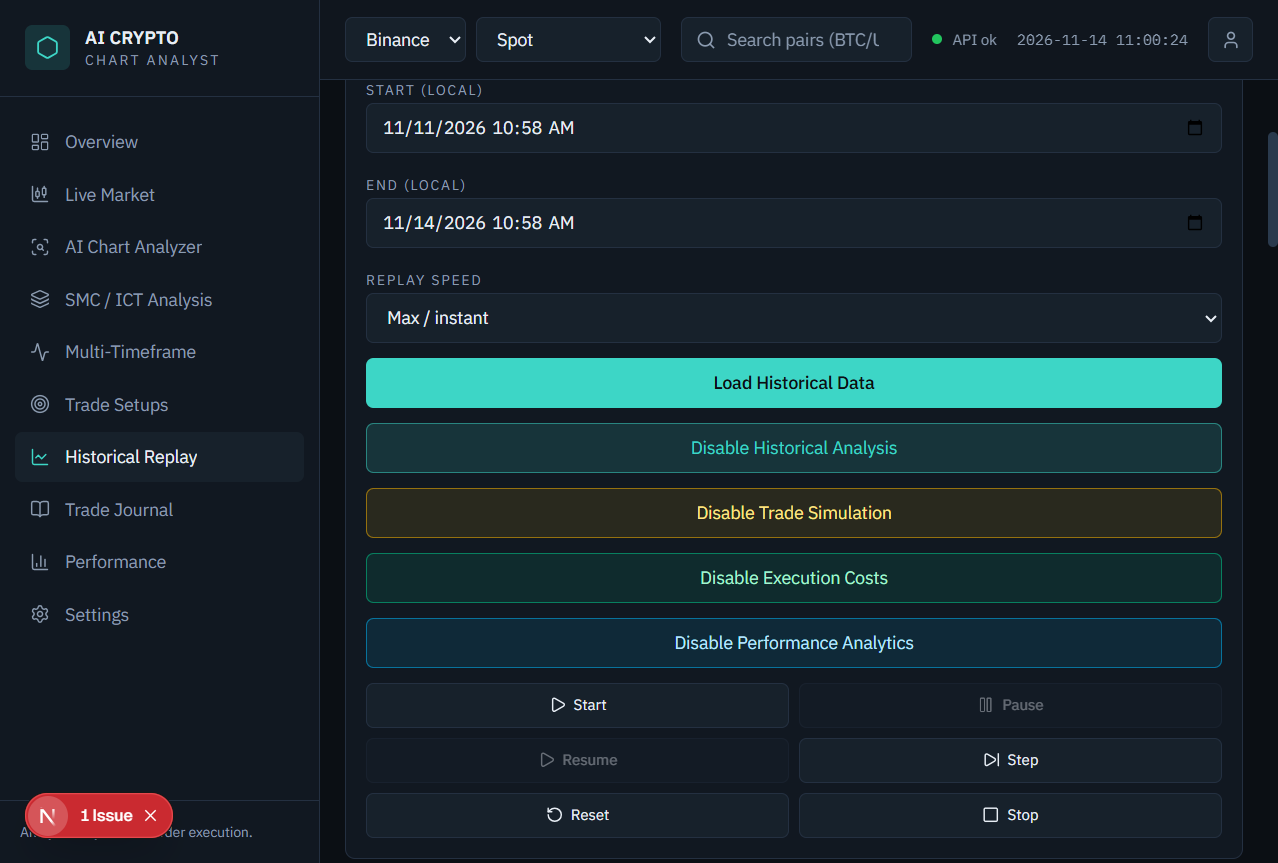 AI CRYPTO
CHART ANALYST
Binance
Spot
Search pairs (BTC/U
API ok
2026-11-14 11:00:24
Overview
Live Market
AI Chart Analyzer
SMC / ICT Analysis
Multi-Timeframe
Trade Setups
Historical Replay
Trade Journal
Performance
Settings
1 Issue
der execution.
START (LOCAL)
11/11/2026 10:58 AM
END (LOCAL)
11/14/2026 10:58 AM
REPLAY SPEED
Max / instant
Load Historical Data
Disable Historical Analysis
Disable Trade Simulation
Disable Execution Costs
Disable Performance Analytics
Start
Pause
Resume
Step
Reset
Stop